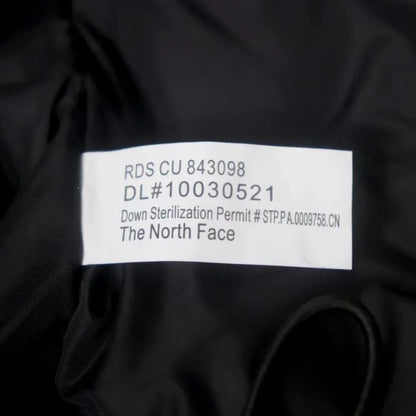 RDS CU 843098
DL#10030521
Down Sterilization Permit # STP.PA.0009758.CN
The North Face